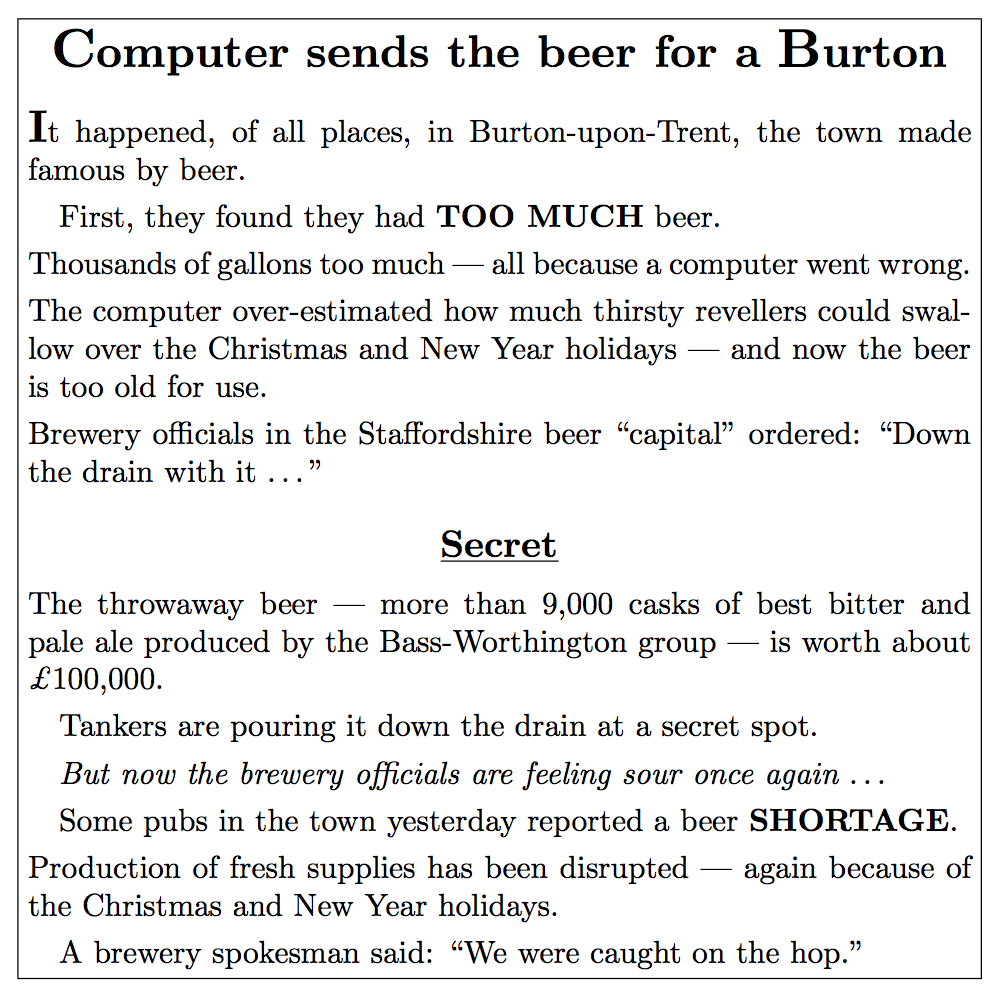 Computer sends the beer for a Burton
It happened, of all places, in Burton-upon-Trent, the town made
famous by beer.
First, they found they had TOO MUCH beer.
Thousands of gallons too much — all because a computer went wrong.
The computer over-estimated how much thirsty revellers could swal-
low over the Christmas and New Year holidays — and now the beer
is too old for use.
Brewery officials in the Staffordshire beer “capital” ordered: “Down
the drain with it . . . ”
Secret
The throwaway beer — more than 9,000 casks of best bitter and
pale ale produced by the Bass-Worthington group — is worth about
£100,000.
Tankers are pouring it down the drain at a secret spot.
But now the brewery officials are feeling sour once again . . .
Some pubs in the town yesterday reported a beer SHORTAGE.
Production of fresh supplies has been disrupted — again because of
the Christmas and New Year holidays.
A brewery spokesman said: “We were caught on the hop.”